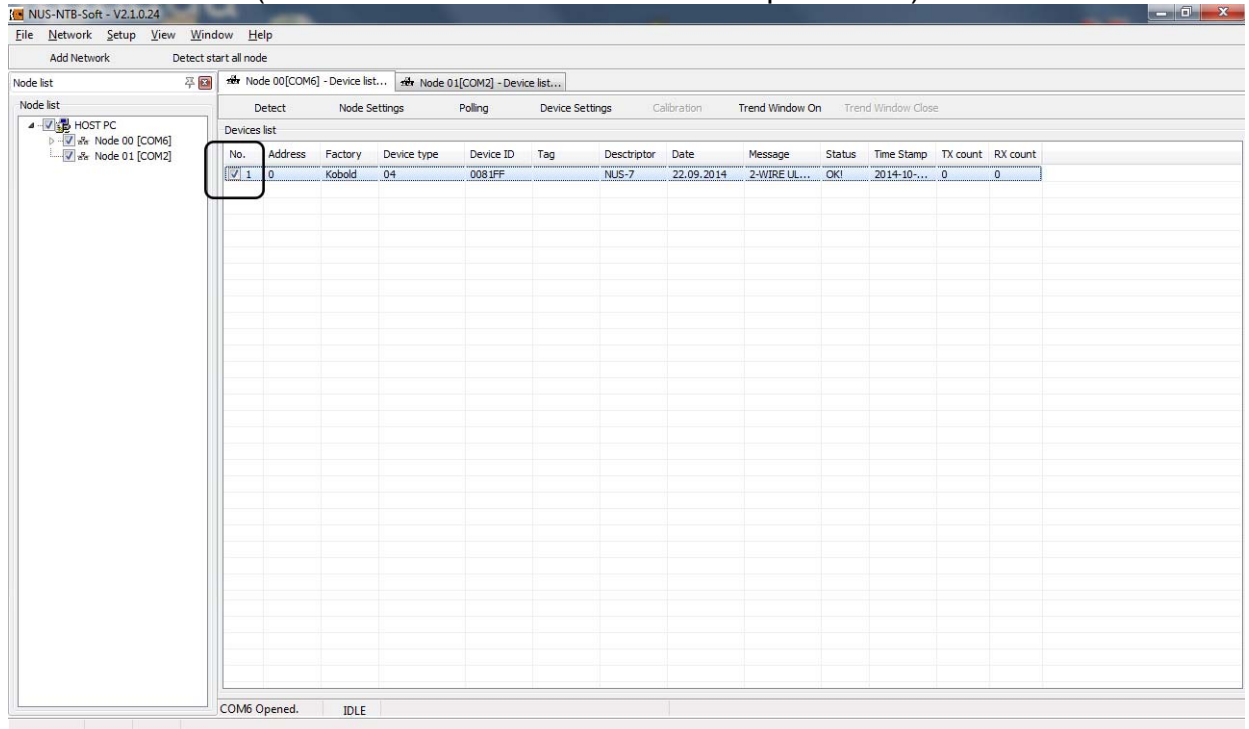 NUS-NTB-Soft - V2.1.0.24
File Network Setup View Window Help
Add Network Detect start all node
Node list
Node 00[COM6] - Device list... Node 01[COM2] - Device list...
Node list
Detect Node Settings Polling Device Settings Calibration Trend Window On Trend Window Close
HOST PC
Node 00 [COM6]
Node 01 [COM2]
Devices list
No. Address Factory Device type Device ID Tag Desctriptor Date Message Status Time Stamp TX count RX count
1 0 Kobold 04 0081FF NUS-7 22.09.2014 2-WIRE UL... OK! 2014-10-... 0 0
COM6 Opened. IDLE